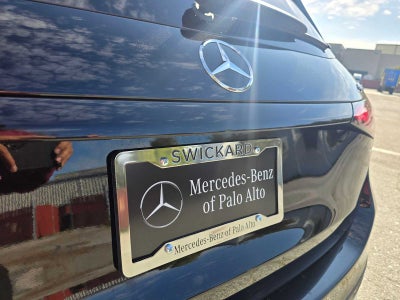 SWICKARD
Mercedes-Benz
of Palo Alto
Mercedes-Benz of Palo Alto